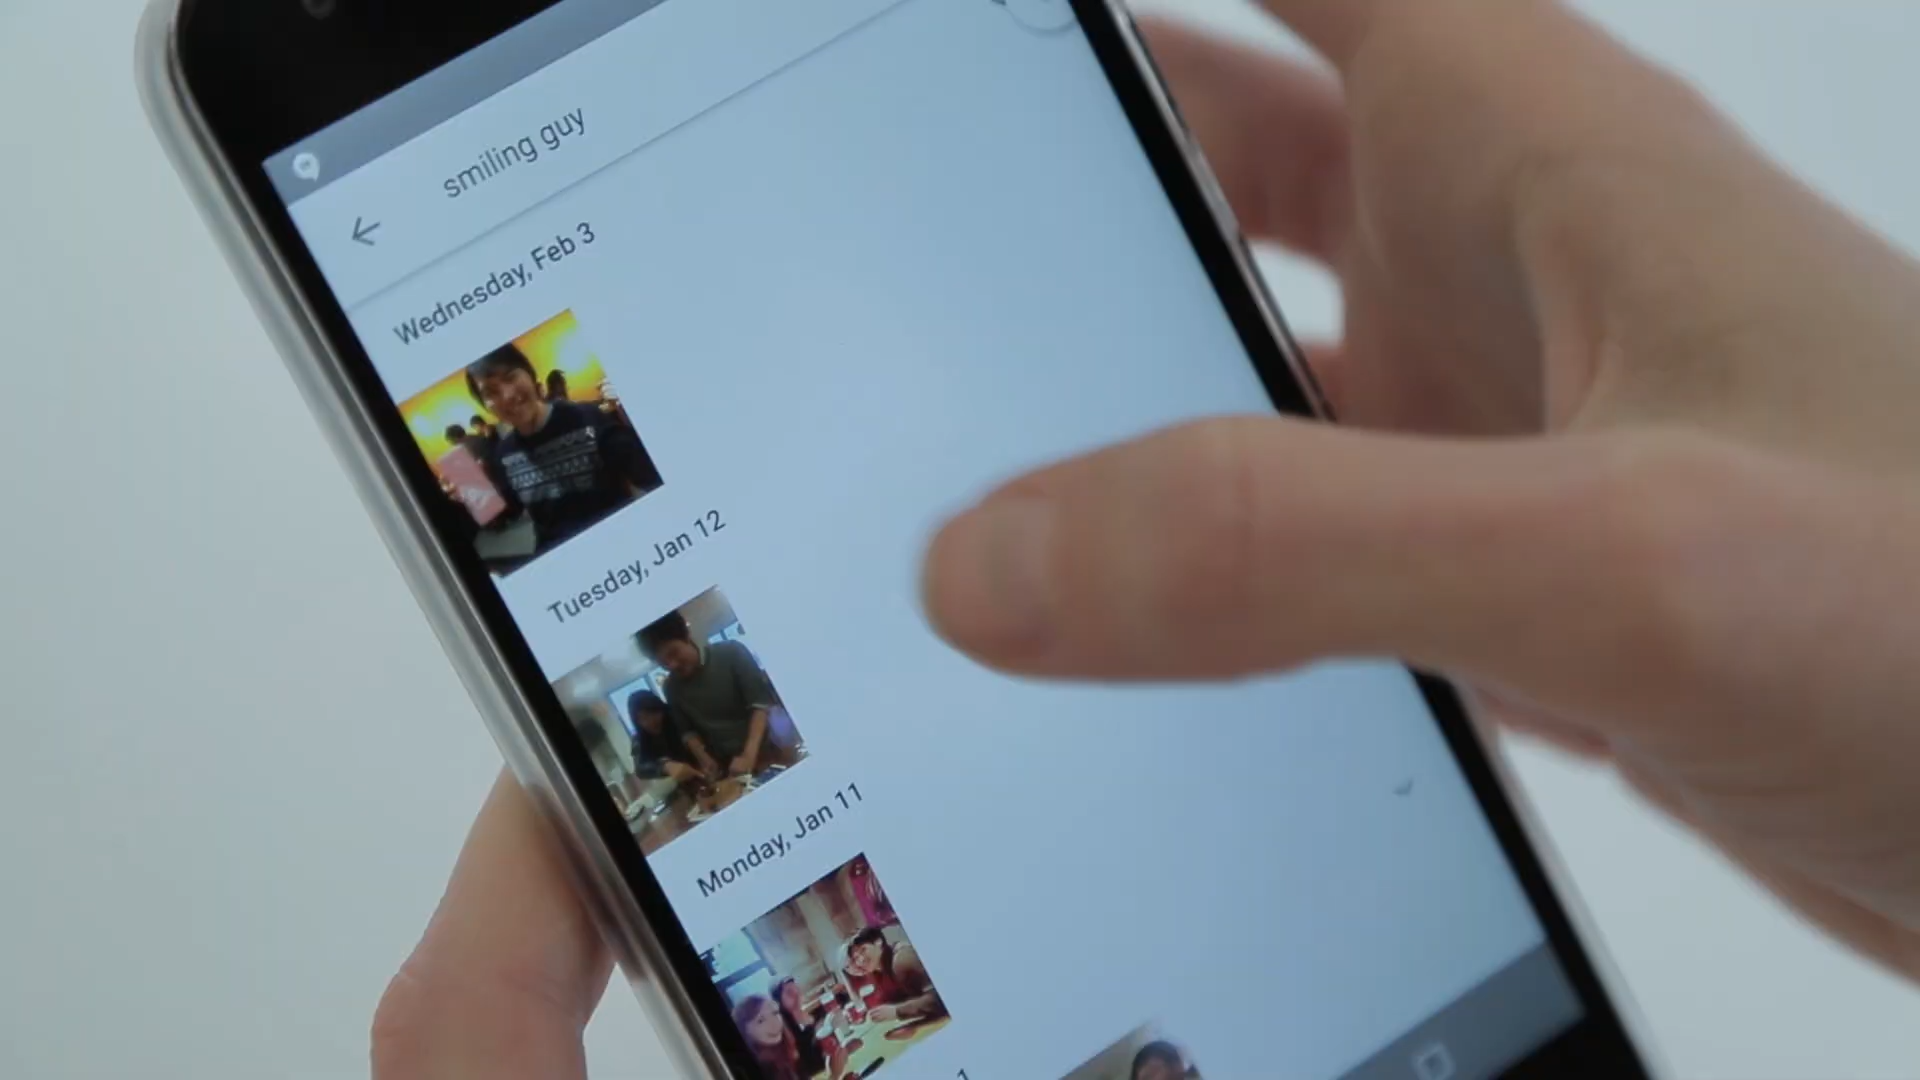 smiling guy
Wednesday, Feb 3
Tuesday, Jan 12
Monday, Jan 11